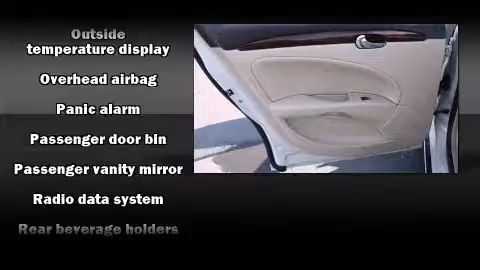 Outside
temperature display
Overhead airbag
Panic alarm
Passenger door bin
Passenger vanity mirror
Radio data system
Rear beverage holders